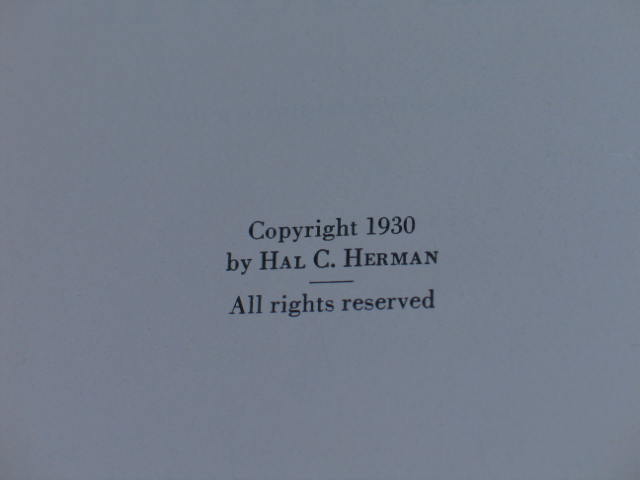 Copyright 1930
by HAL C. HERMAN
All rights reserved